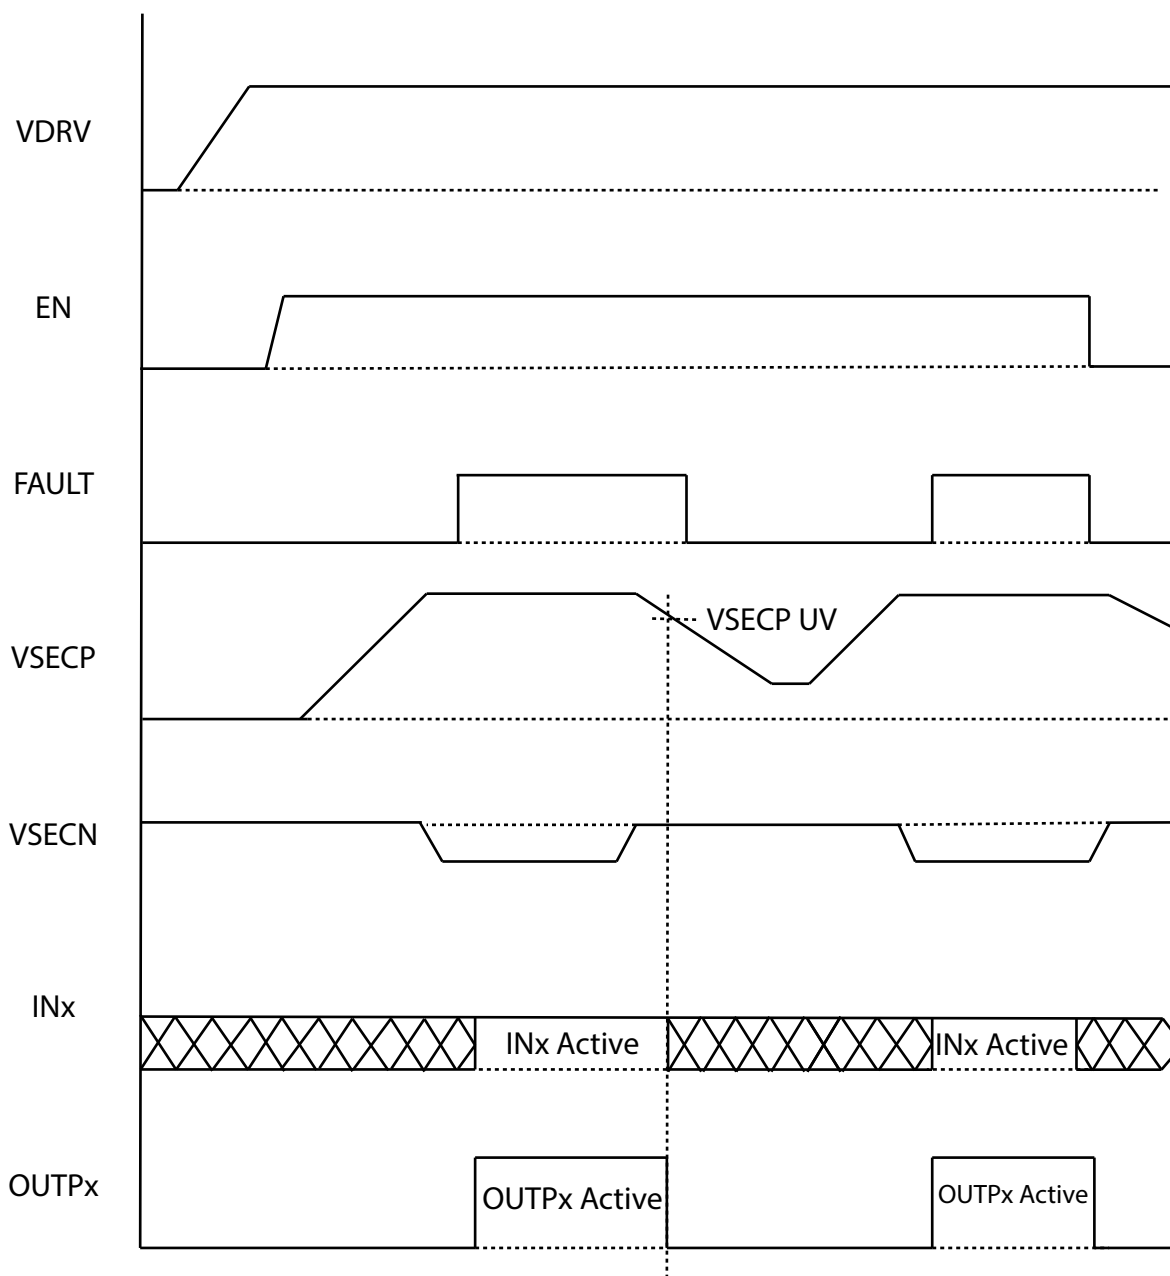 VDRV
EN
FAULT
VSECP UV
VSECP
VSECN
INx
INx Active
INx Active
OUTPx
OUTPx Active
OUTPx Active